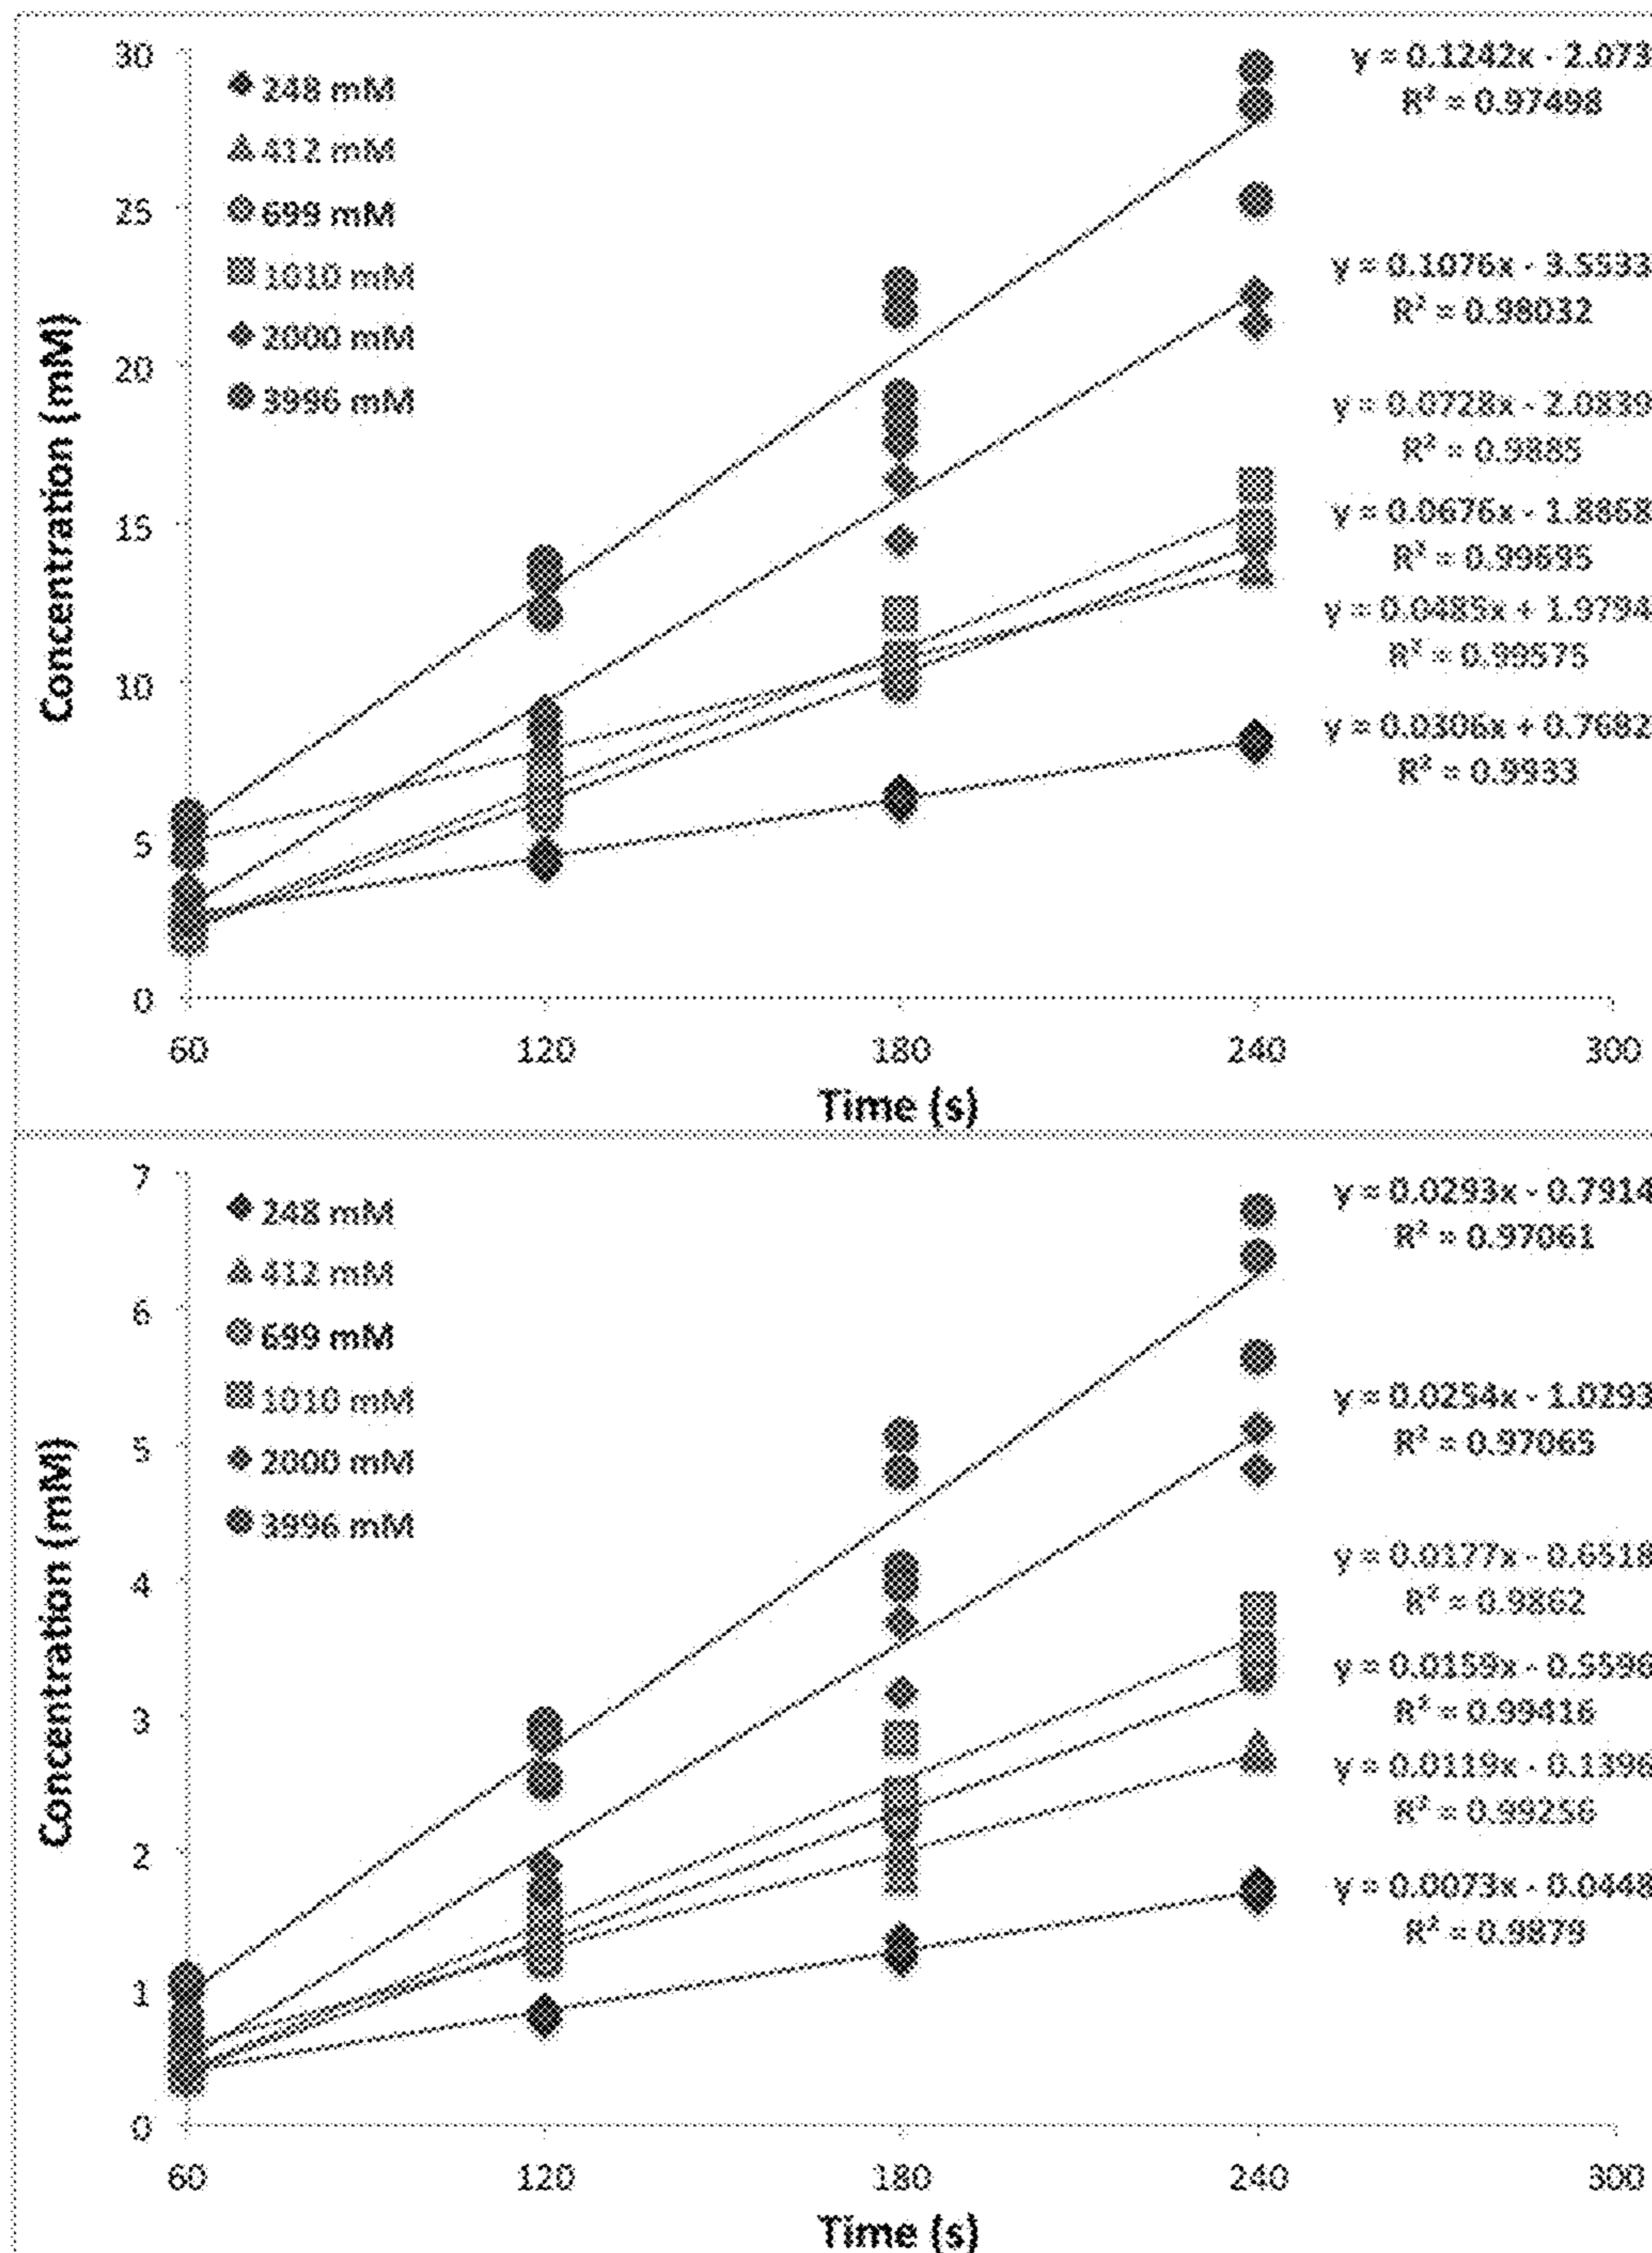 30
25
20
15
10
5
0
Concentration (mM)
248 mM
412 mM
699 mM
1010 mM
2000 mM
3996 mM
y = 0.1242x - 2.073
R² = 0.97498
y = 0.1076x - 3.5533
R² = 0.98032
y = 0.0728x - 2.0839
R² = 0.9885
y = 0.0676x - 1.8868
R² = 0.99695
y = 0.0485x + 1.9794
R² = 0.99575
y = 0.0306x + 0.7682
R² = 0.9933
60 120 180 240 300
Time (s)
7
6
5
4
3
2
1
0
Concentration (mM)
248 mM
412 mM
699 mM
1010 mM
2000 mM
3996 mM
y = 0.0293x - 0.7914
R² = 0.97061
y = 0.0254x - 1.0293
R² = 0.97065
y = 0.0177x - 0.6518
R² = 0.9862
y = 0.0159x - 0.5596
R² = 0.99416
y = 0.0119x - 0.1396
R² = 0.99256
y = 0.0073x - 0.0448
R² = 0.9879
60 120 180 240 300
Time (s)